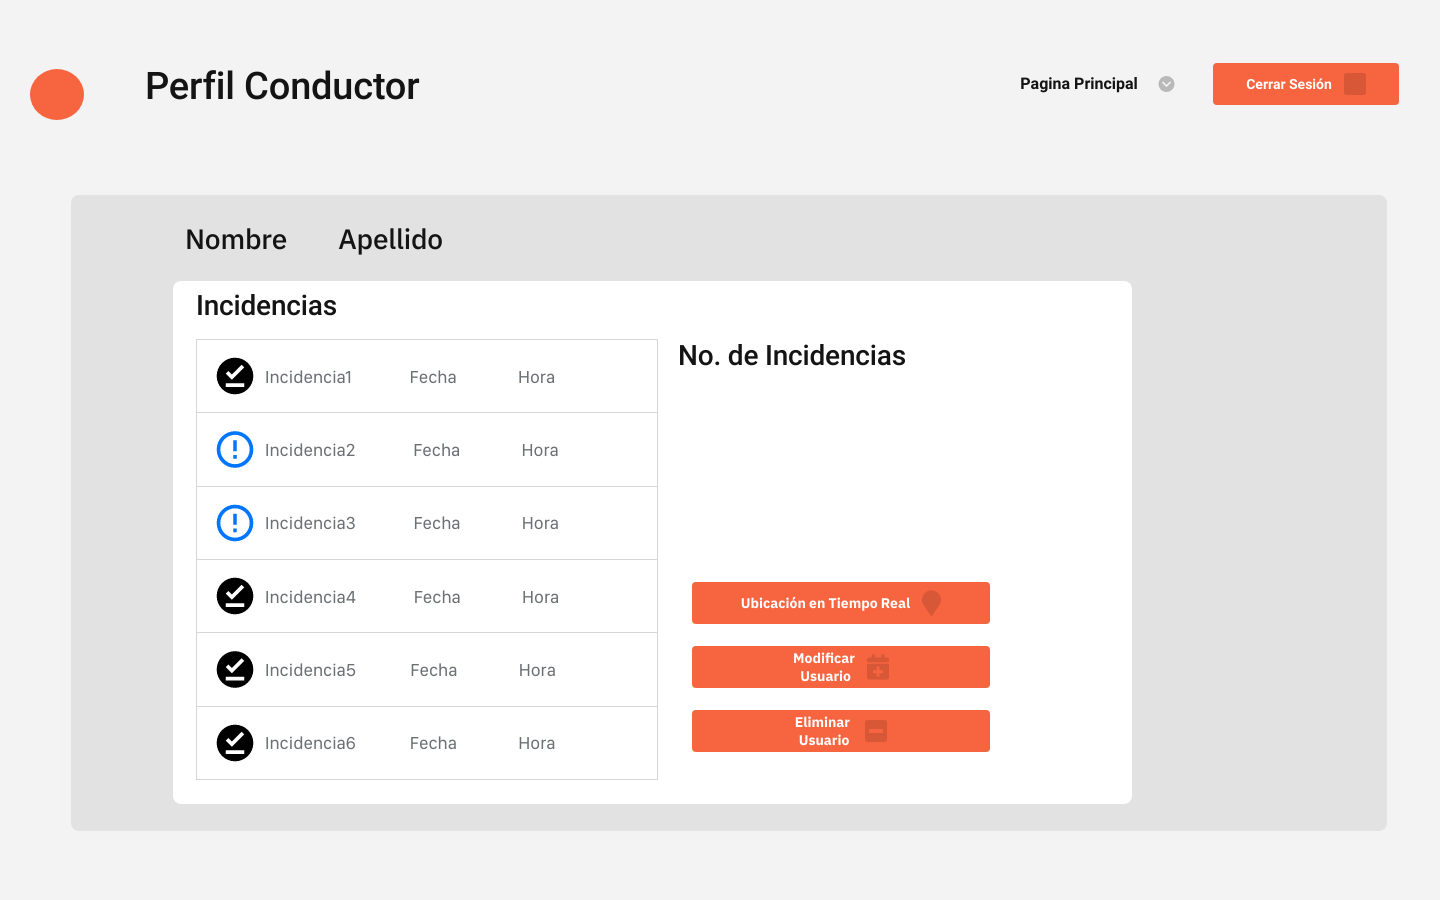 Perfil Conductor
Pagina Principal
Cerrar Sesión
Nombre Apellido
Incidencias
No. de Incidencias
Incidencia1 Fecha Hora
Incidencia2 Fecha Hora
Incidencia3 Fecha Hora
Incidencia4 Fecha Hora
Incidencia5 Fecha Hora
Incidencia6 Fecha Hora
Ubicación en Tiempo Real
Modificar
Usuario
Eliminar
Usuario